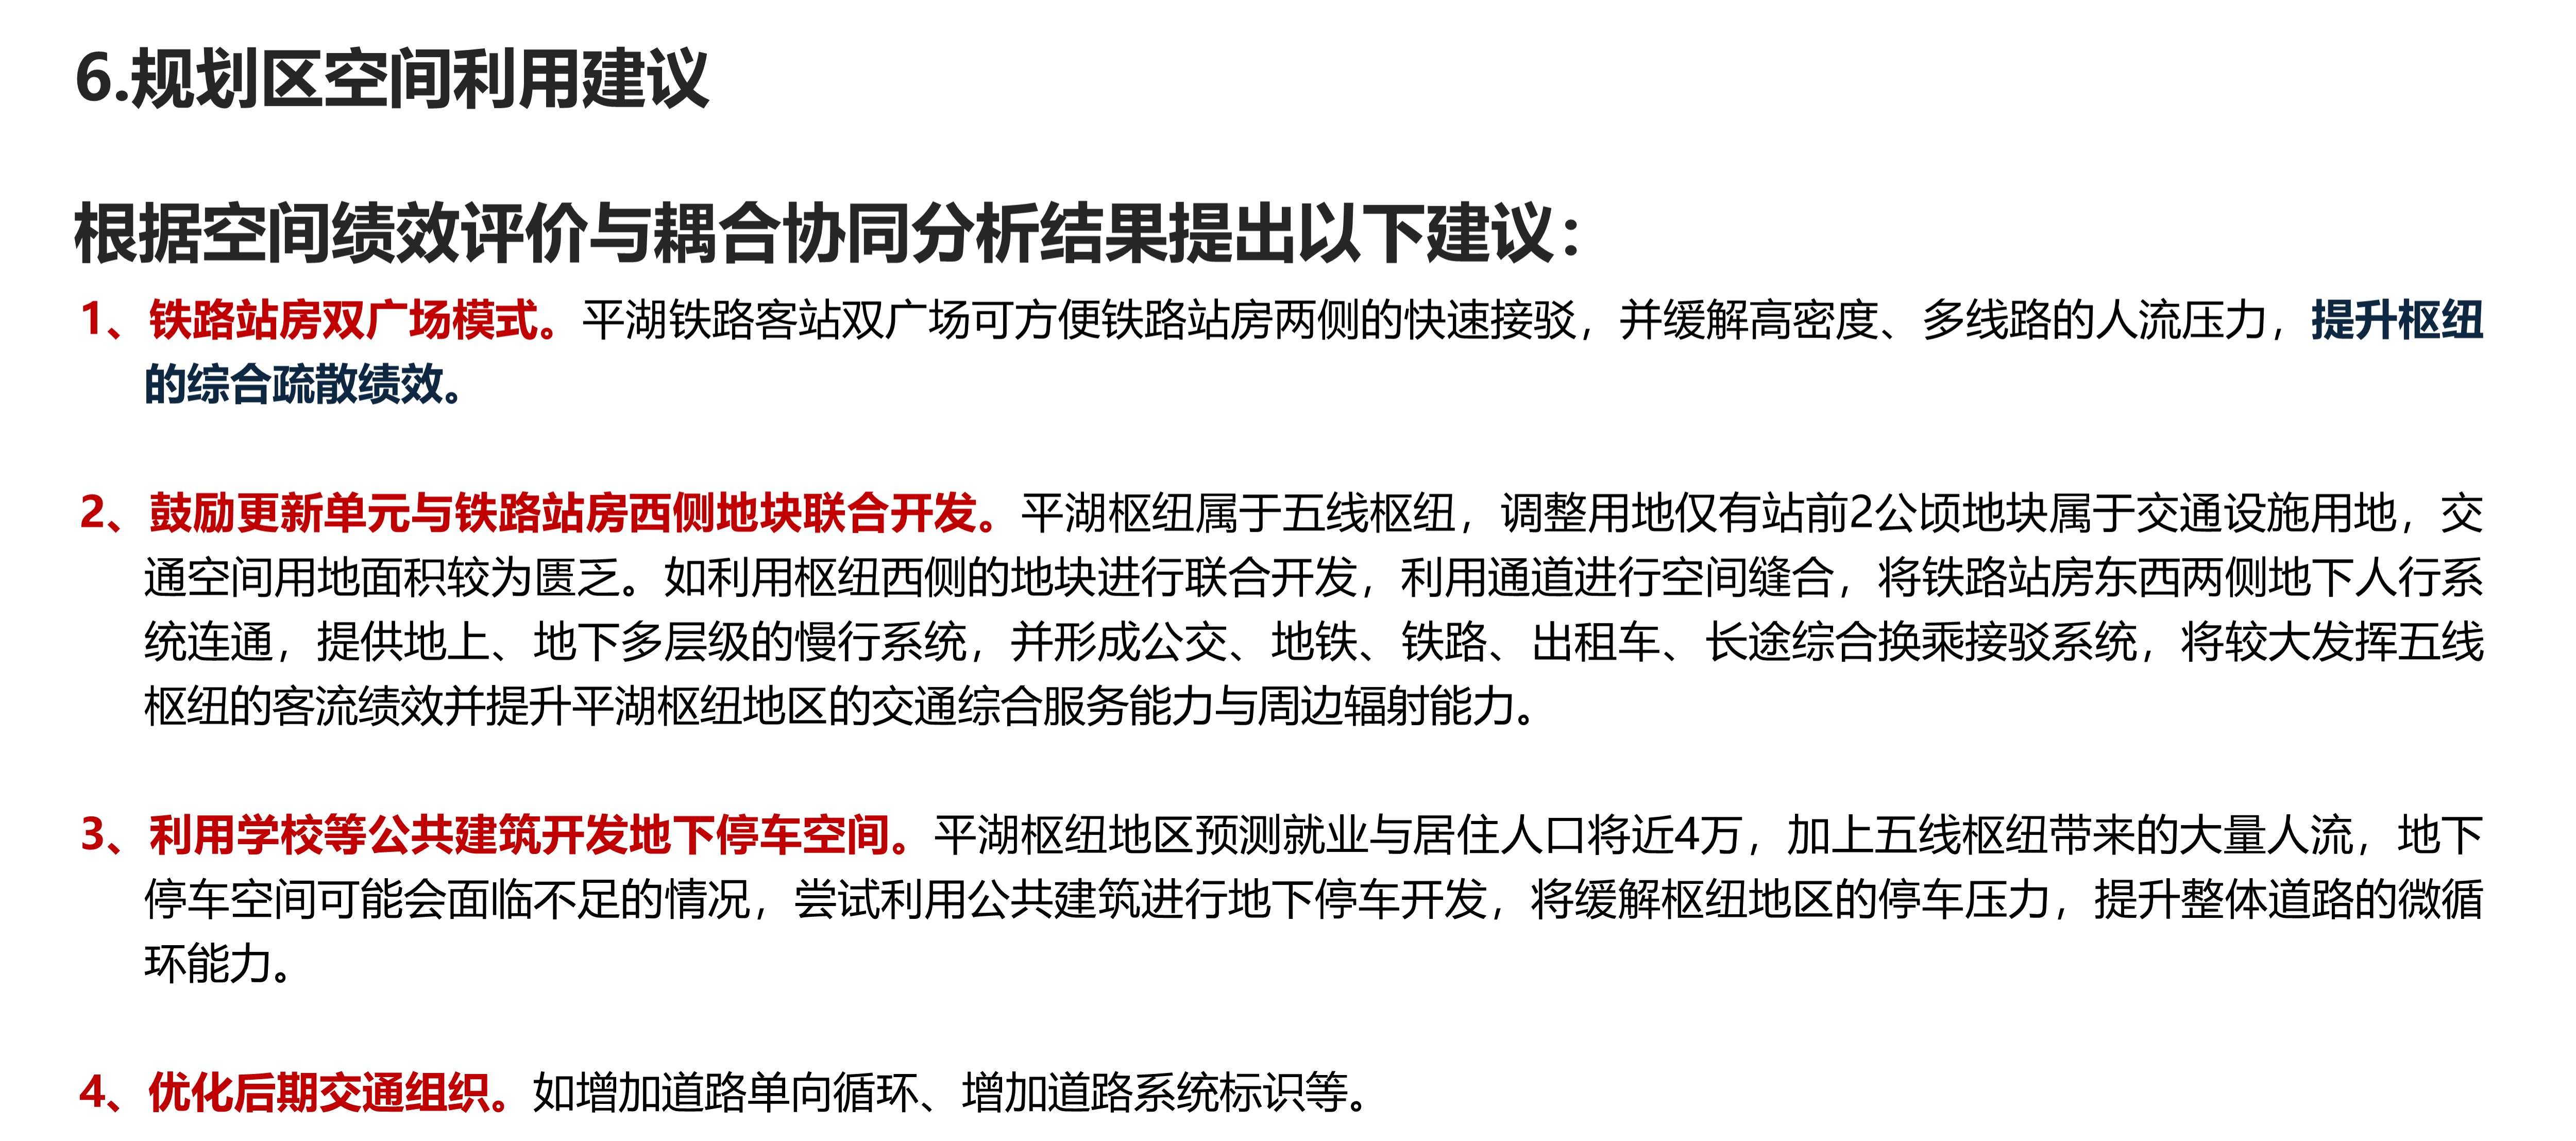 6.规划区空间利用建议
根据空间绩效评价与耦合协同分析结果提出以下建议：
1、铁路站房双广场模式。平湖铁路客站双广场可方便铁路站房两侧的快速接驳，并缓解高密度、多线路的人流压力，提升枢纽
的综合疏散绩效。
2、鼓励更新单元与铁路站房西侧地块联合开发。平湖枢纽属于五线枢纽，调整用地仅有站前2公顷地块属于交通设施用地，交
通空间用地面积较为匮乏。如利用枢纽西侧的地块进行联合开发，利用通道进行空间缝合，将铁路站房东西两侧地下人行系
统连通，提供地上、地下多层级的慢行系统，并形成公交、地铁、铁路、出租车、长途综合换乘接驳系统，将较大发挥五线
枢纽的客流绩效并提升平湖枢纽地区的交通综合服务能力与周边辐射能力。
3、利用学校等公共建筑开发地下停车空间。平湖枢纽地区预测就业与居住人口将近4万，加上五线枢纽带来的大量人流，地下
停车空间可能会面临不足的情况，尝试利用公共建筑进行地下停车开发，将缓解枢纽地区的停车压力，提升整体道路的微循
环能力。
4、优化后期交通组织。如增加道路单向循环、增加道路系统标识等。